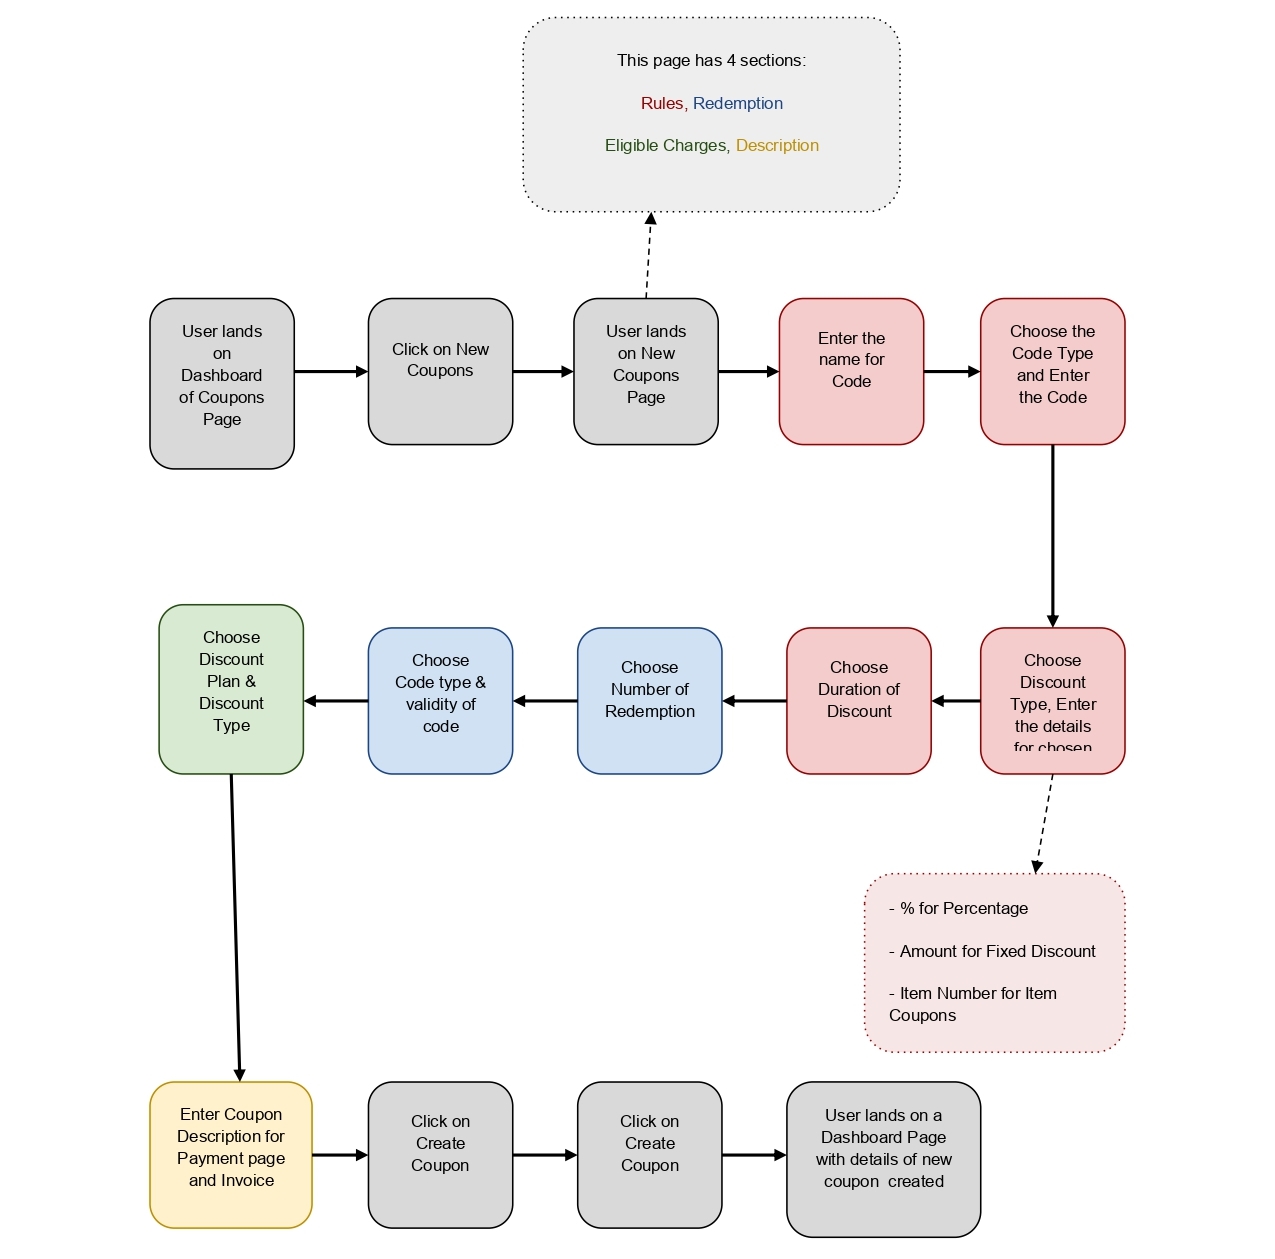 This page has 4 sections:
Rules, Redemption
Eligible Charges, Description
User lands
on
Dashboard
of Coupons
Page
Click on New
Coupons
User lands
on New
Coupons
Page
Enter the
name for
Code
Choose the
Code Type
and Enter
the Code
Choose
Discount
Plan &
Discount
Type
Choose
Code type &
validity of
code
Choose
Number of
Redemption
Choose
Duration of
Discount
Choose
Discount
Type, Enter
the details
for chosen
- % for Percentage
- Amount for Fixed Discount
- Item Number for Item
Coupons
Enter Coupon
Description for
Payment page
and Invoice
Click on
Create
Coupon
Click on
Create
Coupon
User lands on a
Dashboard Page
with details of new
coupon  created